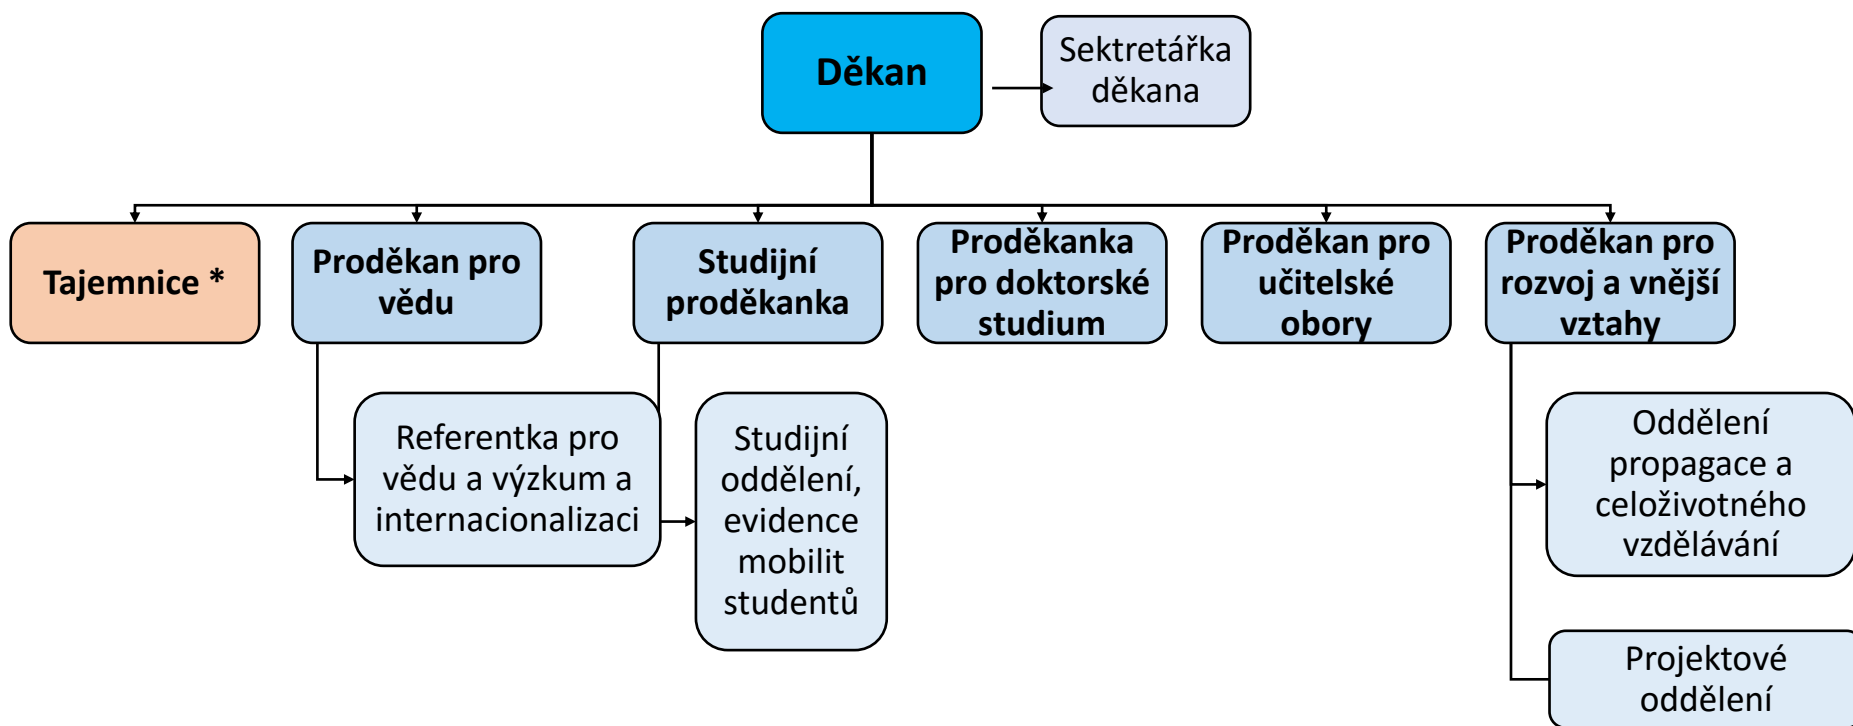 Děkan
Sektretářka
děkana
Tajemnice *
Proděkan pro
vědu
Studijní
proděkanka
Proděkanka
pro doktorské
studium
Proděkan pro
učitelské
obory
Proděkan pro
rozvoj a vnější
vztahy
Referentka pro
vědu a výzkum a
internacionalizaci
Studijní
oddělení,
evidence
mobilit
studentů
Oddělení
propagace a
celoživotného
vzdělávání
Projektové
oddělení